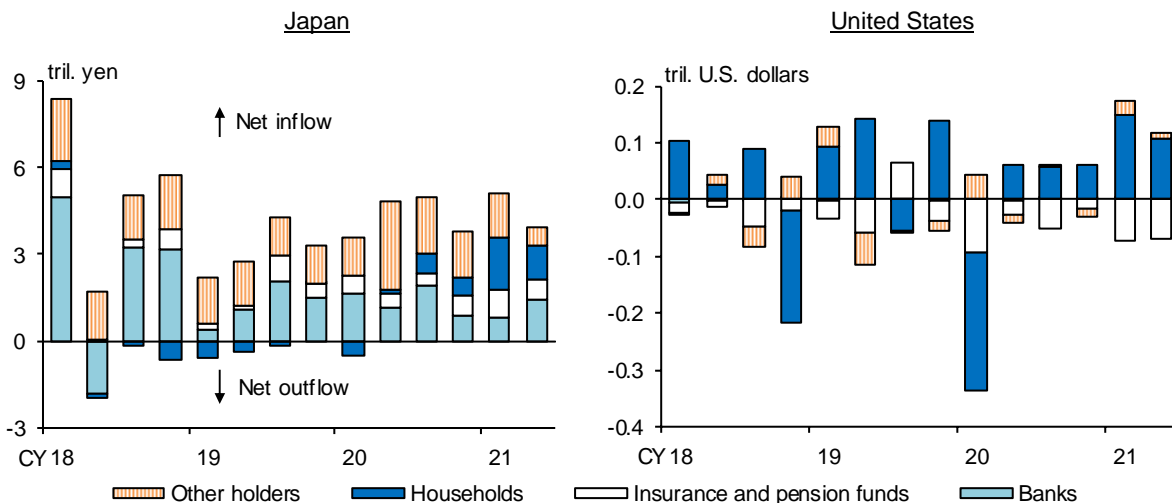 Japan
United States
tril. yen
tril. U.S. dollars
9
6
3
0
-3
Net inflow
Net outflow
CY 18
19
20
21
0.2
0.1
0.0
-0.1
-0.2
-0.3
-0.4
CY 18
19
20
21
Other holders
Households
Insurance and pension funds
Banks